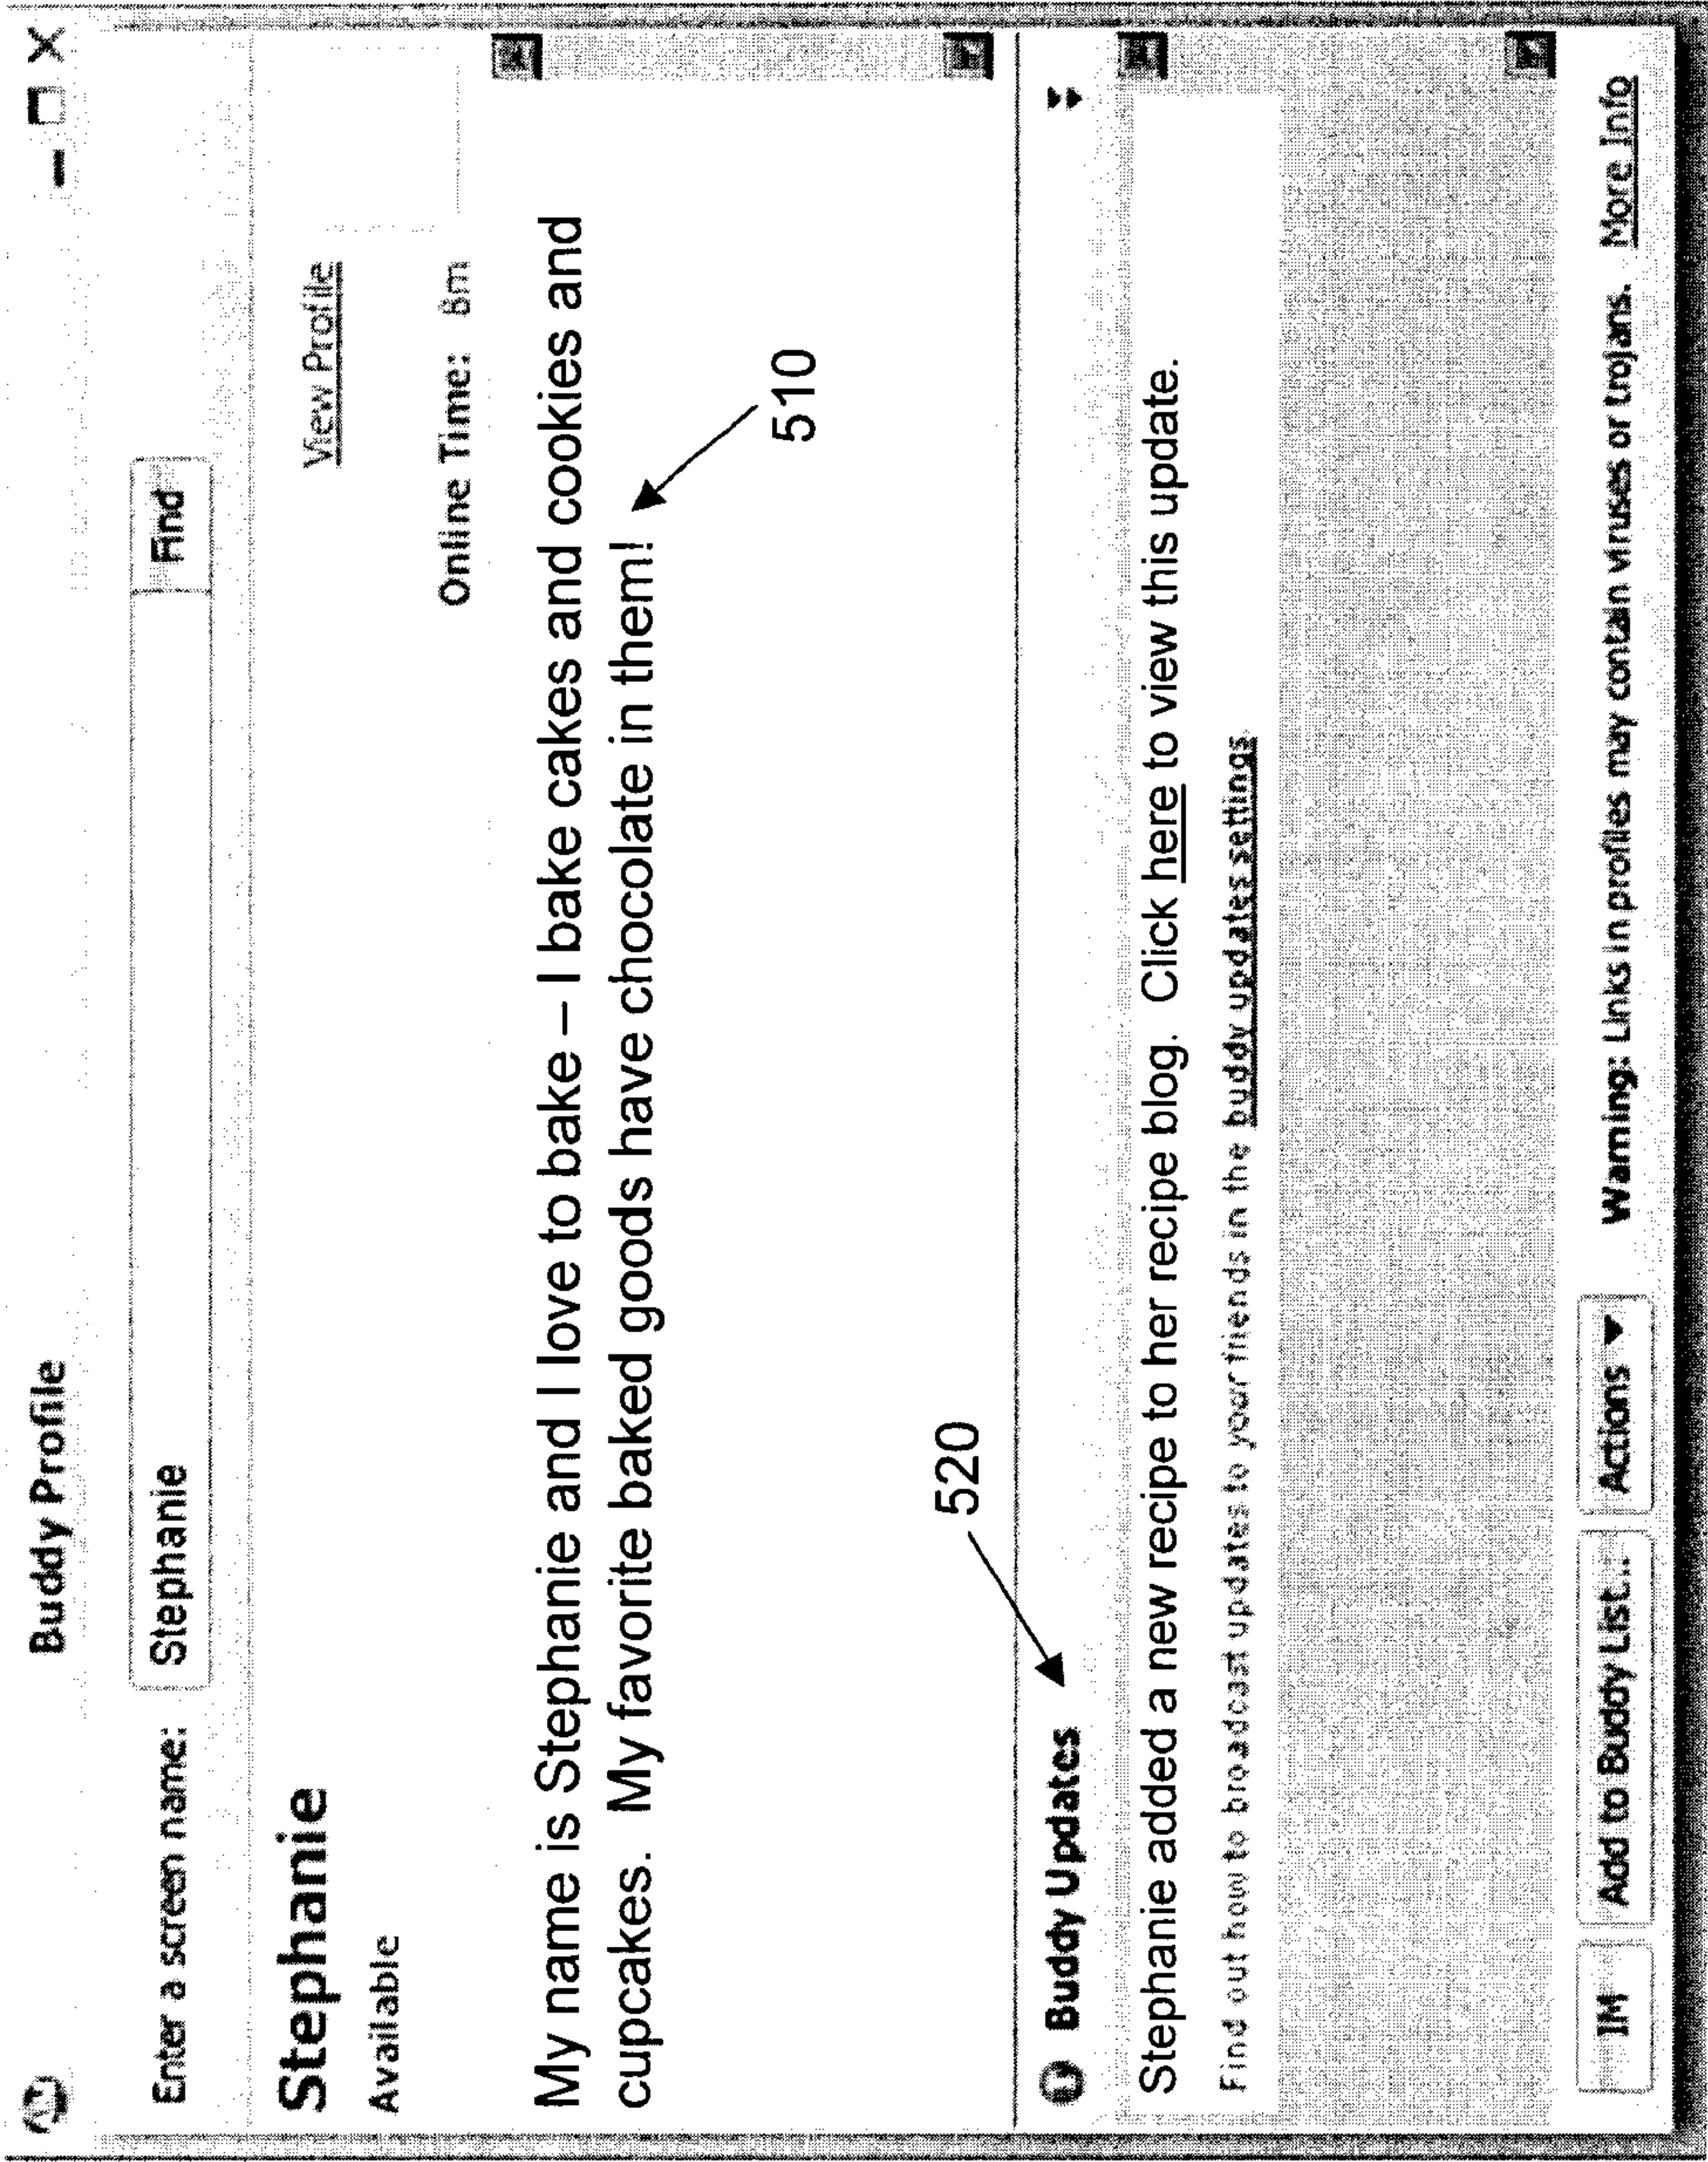 Buddy Profile
Enter a screen name: Stephanie Find
Stephanie
View Profile
Available
Online Time: 8m
My name is Stephanie and I love to bake – I bake cakes and cookies and
cupcakes. My favorite baked goods have chocolate in them!
510
520
Buddy Updates
Stephanie added a new recipe to her recipe blog. Click here to view this update.
Find out how to broadcast updates to your friends in the buddy updates settings.
IM Add to Buddy List... Actions Warning: Links in profiles may contain viruses or trojans. More Info